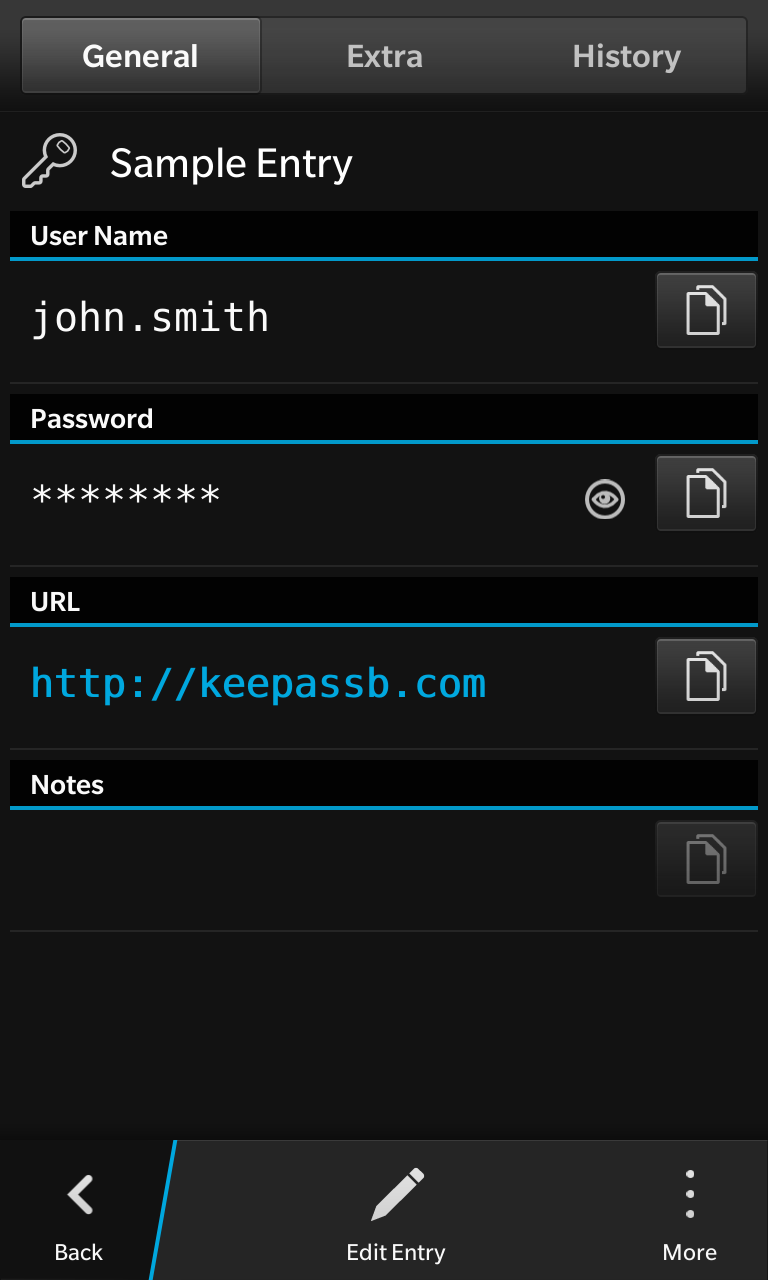 General Extra History
Sample Entry
User Name
john.smith
Password
********
URL
http://keepassb.com
Notes
Back Edit Entry More